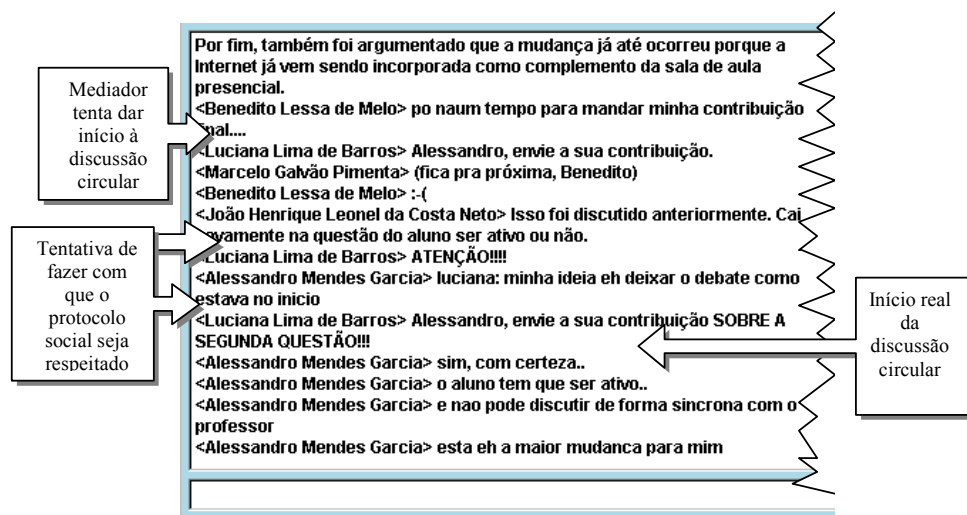 Mediador
tenta dar
início à
discussão
circular
Tentativa de
fazer com
que o
protocolo
social seja
respeitado
Por fim, também foi argumentado que a mudança já até ocorreu porque a
Internet já vem sendo incorporada como complemento da sala de aula
presencial.
<Benedito Lessa de Melo> po naum tempo para mandar minha contribuição
inal....
<Luciana Lima de Barros> Alessandro, envie a sua contribuição.
<Marcelo Galvão Pimenta> (fica pra próxima, Benedito)
<Benedito Lessa de Melo> :-(
<João Henrique Leonel da Costa Neto> Isso foi discutido anteriormente. Cai
ovamente na questão do aluno ser ativo ou não.
<Luciana Lima de Barros> ATENÇÃO!!!!
<Alessandro Mendes Garcia> luciana: minha ideia eh deixar o debate como
estava no inicio
<Luciana Lima de Barros> Alessandro, envie a sua contribuição SOBRE A
SEGUNDA QUESTÃO!!!
<Alessandro Mendes Garcia> sim, com certeza..
<Alessandro Mendes Garcia> o aluno tem que ser ativo..
<Alessandro Mendes Garcia> e nao pode discutir de forma sincrona com o
professor
<Alessandro Mendes Garcia> esta eh a maior mudanca para mim
Início real
da
discussão
circular